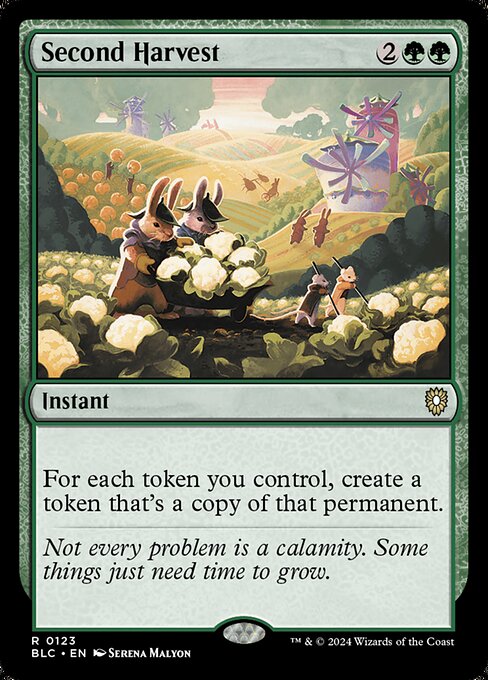 Second Harvest 2
Instant
For each token you control, create a
token that's a copy of that permanent.
Not every problem is a calamity. Some
things just need time to grow.
R 0123
BLC • EN Serena Malyon
™ & © 2024 Wizards of the Coast